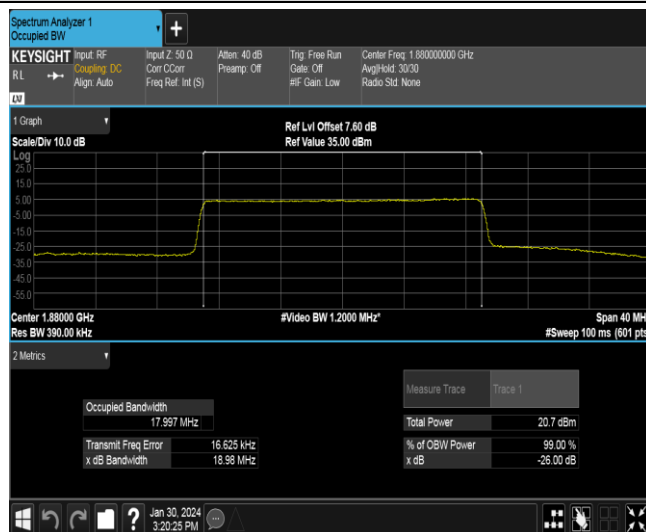 Spectrum Analyzer 1
Occupied BW
+
KEYSIGHT Input: RF Input Z: 50 Ω Atten: 40 dB Trig: Free Run Center Freq: 1.880000000 GHz
RL Coupling: DC Corr CCorr Preamp: Off Gate: Off Avg|Hold: 30/30
Align: Auto Freq Ref: Int (S) #IF Gain: Low Radio Std: None
LXI
1 Graph
Ref Lvl Offset 7.60 dB
Scale/Div 10.0 dB Ref Value 35.00 dBm
Log
25.0
15.0
5.00
-5.00
-15.0
-25.0
-35.0
-45.0
-55.0
Center 1.88000 GHz #Video BW 1.2000 MHz* Span 40 MH
Res BW 390.00 kHz #Sweep 100 ms (601 pts
2 Metrics
Measure Trace Trace 1
Occupied Bandwidth
17.997 MHz
Total Power 20.7 dBm
Transmit Freq Error 16.625 kHz % of OBW Power 99.00 %
x dB Bandwidth 18.98 MHz x dB -26.00 dB
? Jan 30, 2024
3:20:25 PM